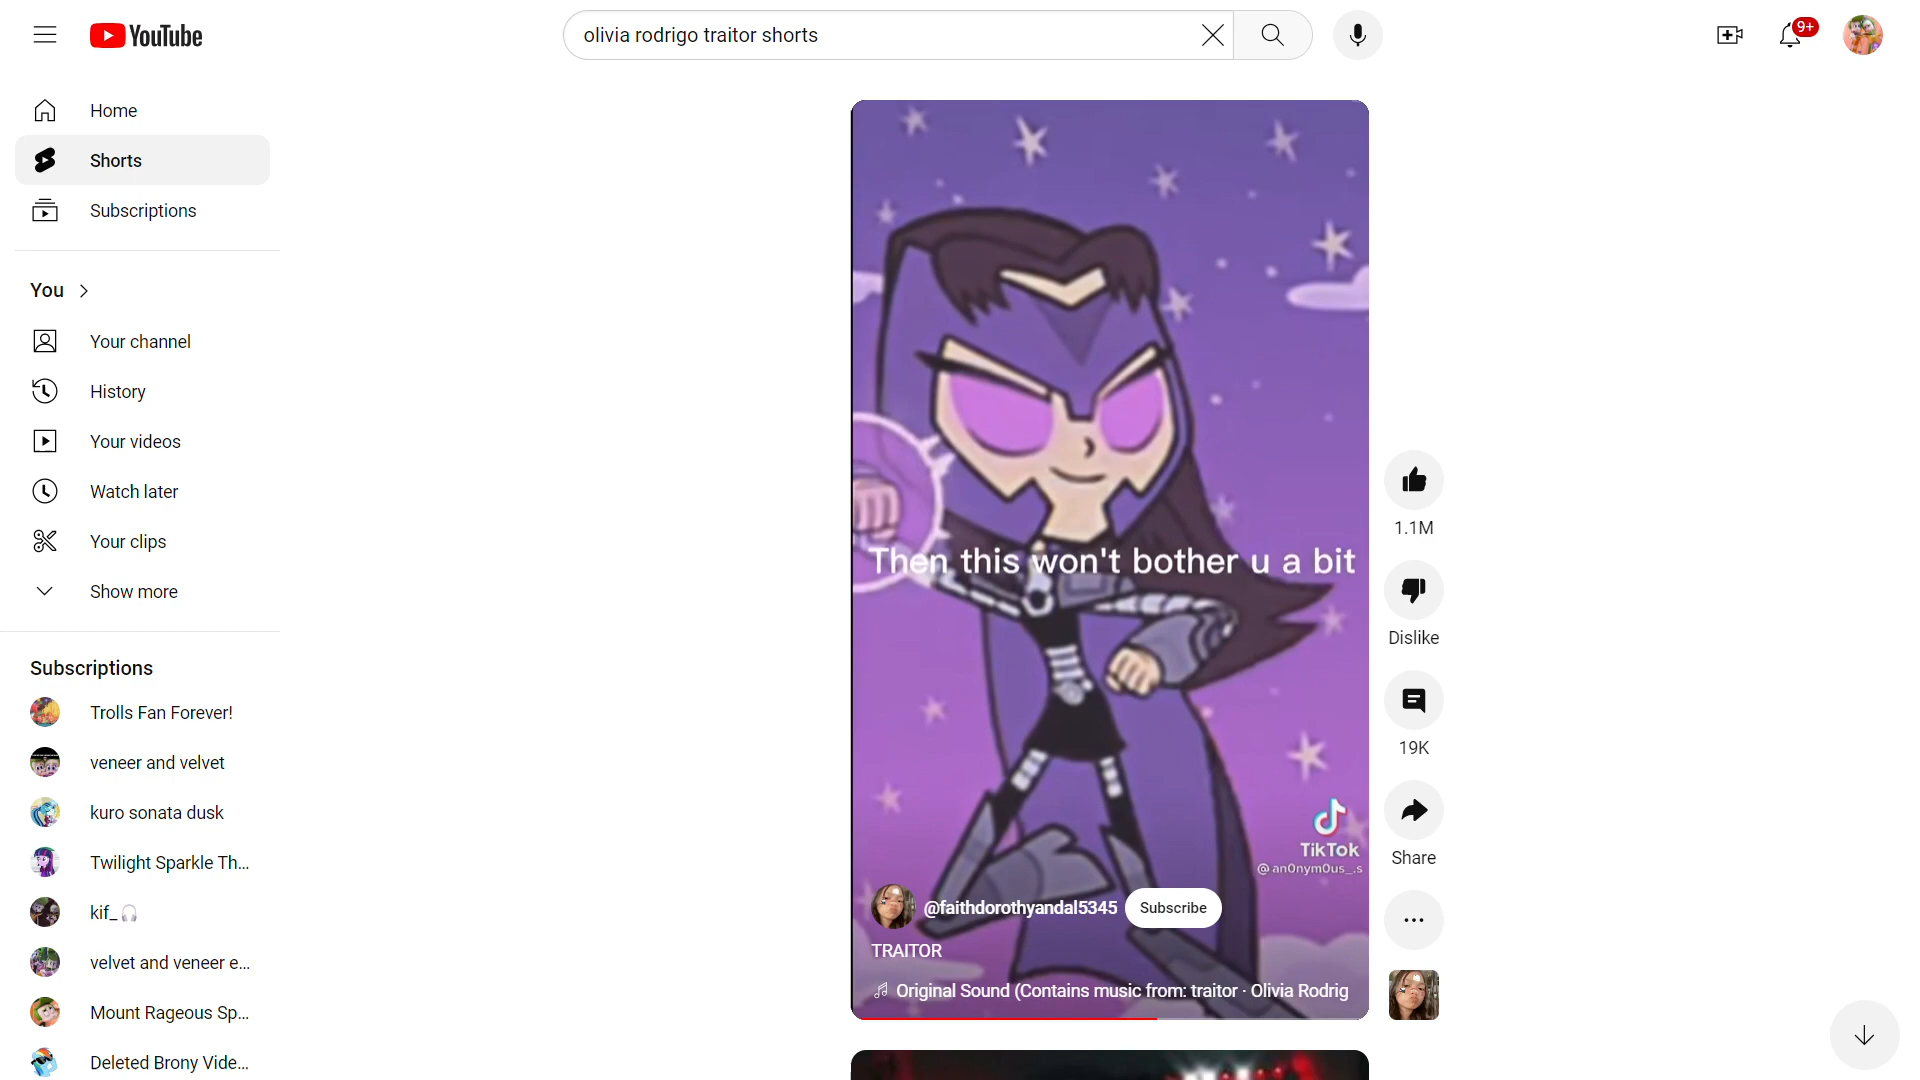 YouTube
olivia rodrigo traitor shorts
9+
Home
Shorts
Subscriptions
You
Your channel
History
Your videos
Watch later
Your clips
Show more
Subscriptions
Trolls Fan Forever!
veneer and velvet
kuro sonata dusk
Twilight Sparkle Th...
kif_🎧
velvet and veneer e...
Mount Rageous Sp...
Deleted Brony Vide...
Then this won't bother u a bit
TikTok
@an0nym0us_.s
@faithdorothyandal5345
Subscribe
TRAITOR
Original Sound (Contains music from: traitor · Olivia Rodrig
1.1M
Dislike
19K
Share